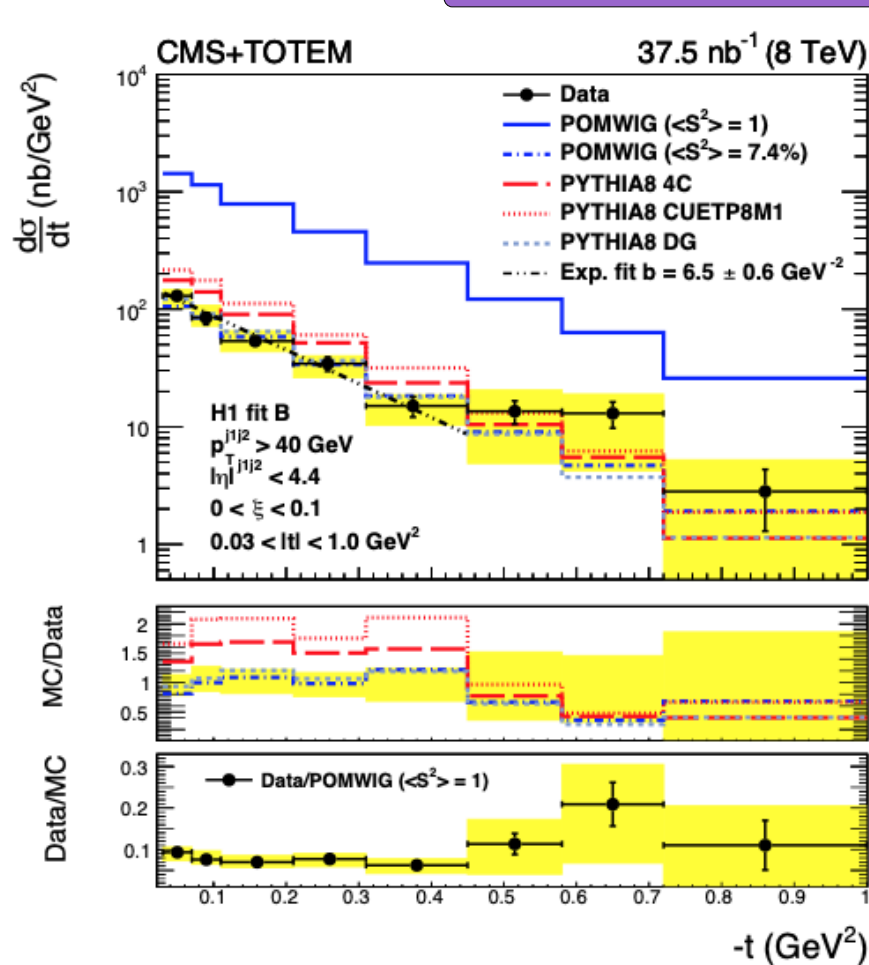 CMS+TOTEM 37.5 nb⁻¹ (8 TeV)
dσ/dt (nb/GeV²)
10⁴
10³
10²
10
1
Data
POMWIG (<S²> = 1)
POMWIG (<S²> = 7.4%)
PYTHIA8 4C
PYTHIA8 CUETP8M1
PYTHIA8 DG
Exp. fit b = 6.5 ± 0.6 GeV⁻²
H1 fit B
p_T^{j1j2} > 40 GeV
|η|^{j1j2} < 4.4
0 < ξ < 0.1
0.03 < |t| < 1.0 GeV²
MC/Data
2
1.5
1
0.5
Data/MC
0.3
0.2
0.1
Data/POMWIG (<S²> = 1)
0.1 0.2 0.3 0.4 0.5 0.6 0.7 0.8 0.9 1
-t (GeV²)